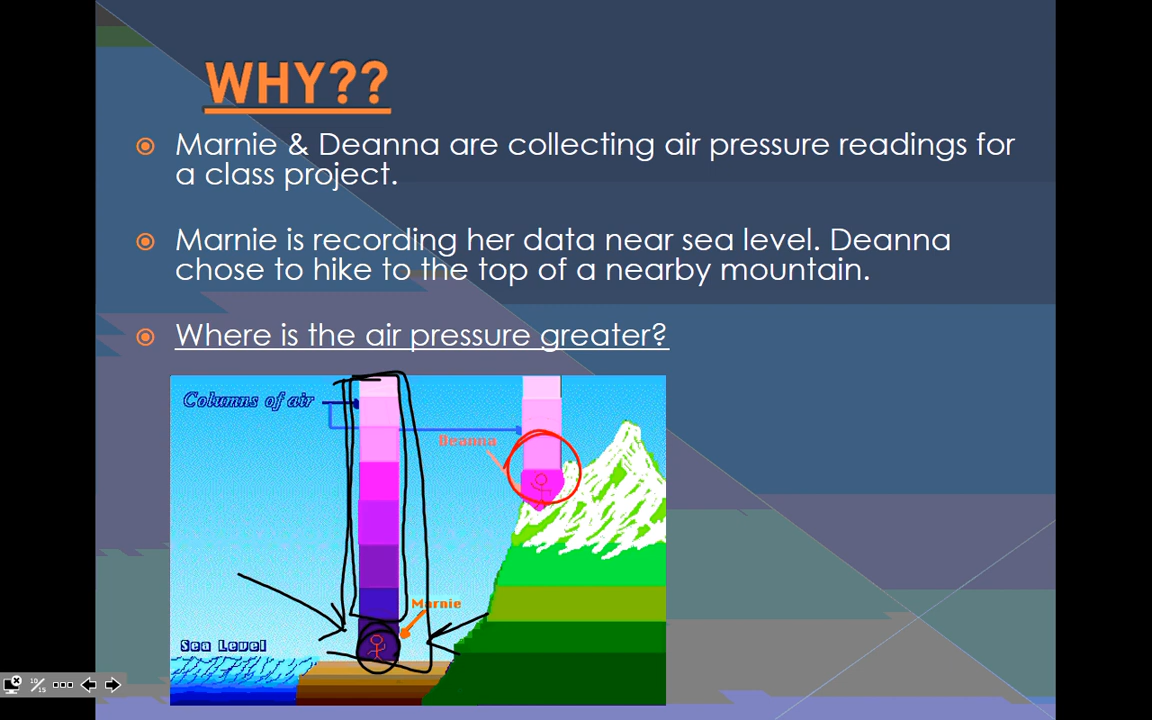 WHY??
Marnie & Deanna are collecting air pressure readings for
a class project.
Marnie is recording her data near sea level. Deanna
chose to hike to the top of a nearby mountain.
Where is the air pressure greater?
Columns of air
Deanna
Marnie
Sea Level
10/15